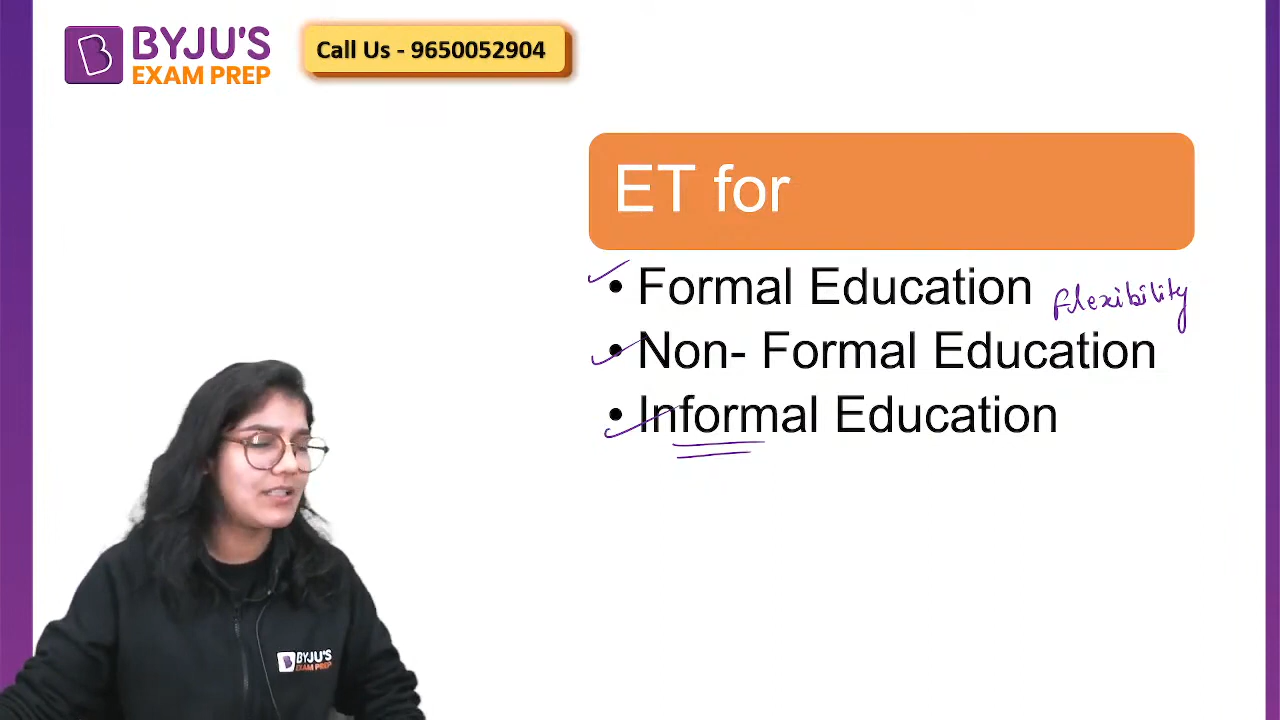 BYJU'S
EXAM PREP
Call Us - 9650052904
ET for
• Formal Education
flexibility
• Non- Formal Education
• Informal Education
BYJU'S
EXAM PREP